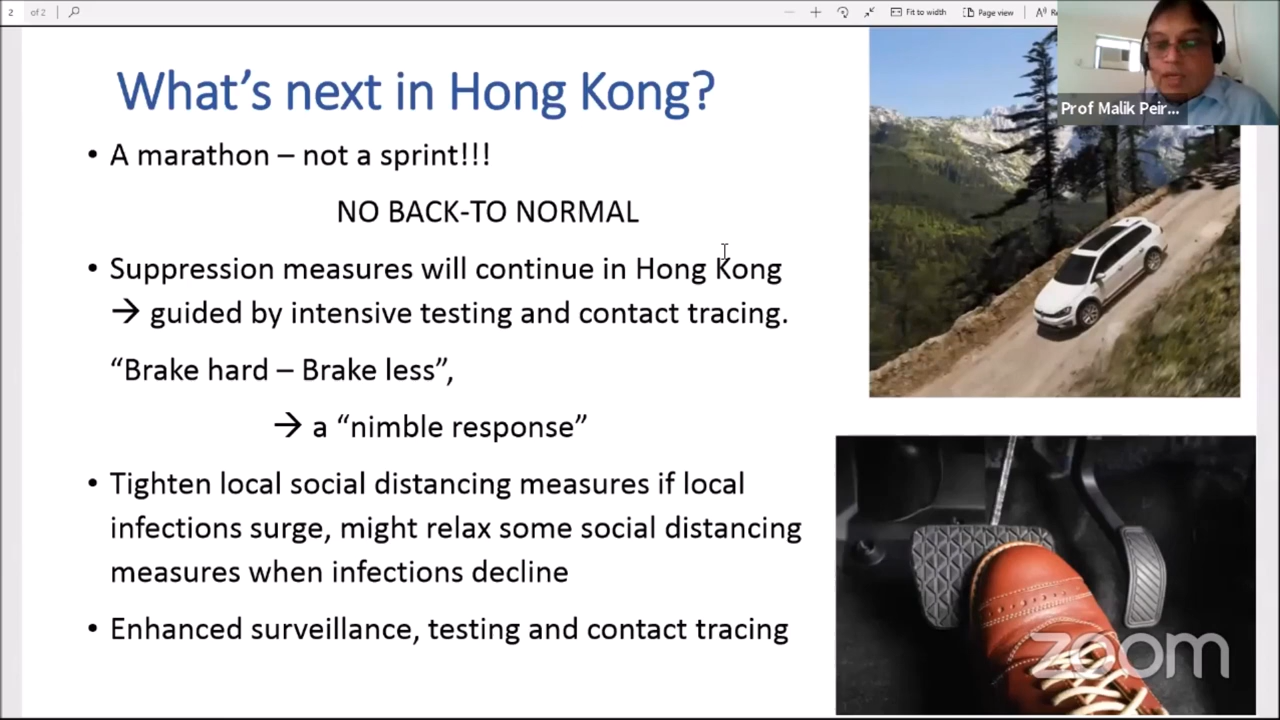 2 of 2
Fit to width
Page view
What's next in Hong Kong?
• A marathon – not a sprint!!!
NO BACK-TO NORMAL
• Suppression measures will continue in Hong Kong
→ guided by intensive testing and contact tracing.
“Brake hard – Brake less”,
→ a “nimble response”
• Tighten local social distancing measures if local
infections surge, might relax some social distancing
measures when infections decline
• Enhanced surveillance, testing and contact tracing
Prof Malik Peir...
zoom